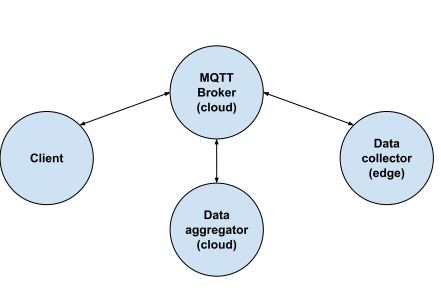 MQTT
Broker
(cloud)
Client
Data
collector
(edge)
Data
aggregator
(cloud)